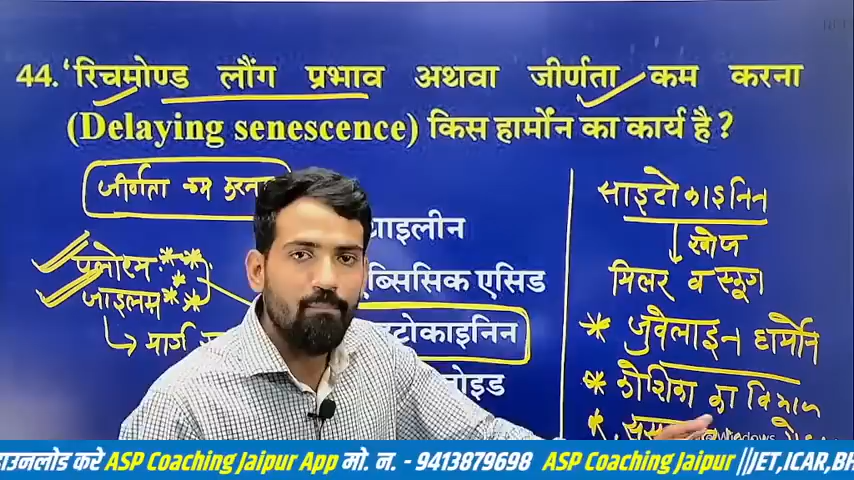 44. 'रिचमोण्ड लौंग प्रभाव अथवा जीर्णता कम करना
(Delaying senescence) किस हार्मोन का कार्य है ?
जीर्णता कम करना
थाइलीन
ब्सिसिक एसिड
टोकाइनिन
ोइड
फ्लोएम
जाइलम
मार्ग
साइटोकाइनिन
खोज
मिलर व स्कूग
* जुवेलाइन हार्मोन
* कोशिका का विभाजन
*
डाउनलोड करे ASP Coaching Jaipur App मो. न. - 9413879698 ASP Coaching Jaipur ||JET,ICAR,BH